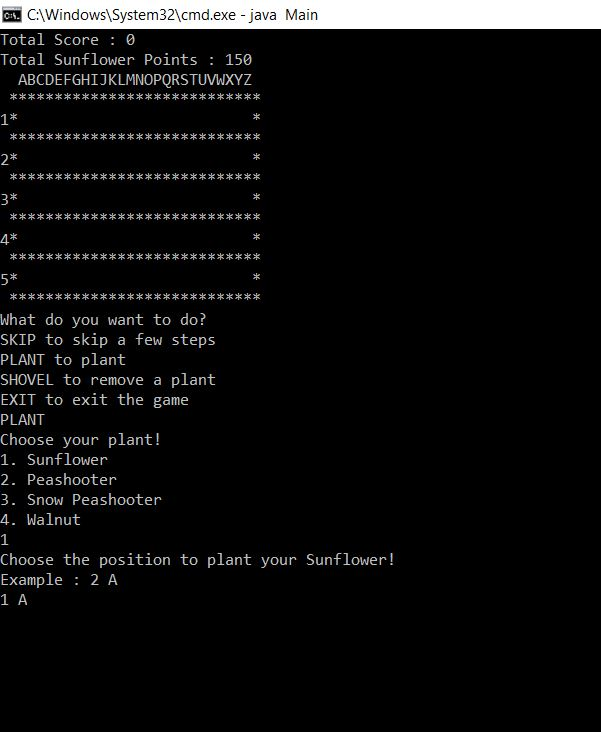 C:\Windows\System32\cmd.exe - java  Main
Total Score : 0
Total Sunflower Points : 150
  ABCDEFGHIJKLMNOPQRSTUVWXYZ
 ****************************
1*                          *
 ****************************
2*                          *
 ****************************
3*                          *
 ****************************
4*                          *
 ****************************
5*                          *
 ****************************
What do you want to do?
SKIP to skip a few steps
PLANT to plant
SHOVEL to remove a plant
EXIT to exit the game
PLANT
Choose your plant!
1. Sunflower
2. Peashooter
3. Snow Peashooter
4. Walnut
1
Choose the position to plant your Sunflower!
Example : 2 A
1 A